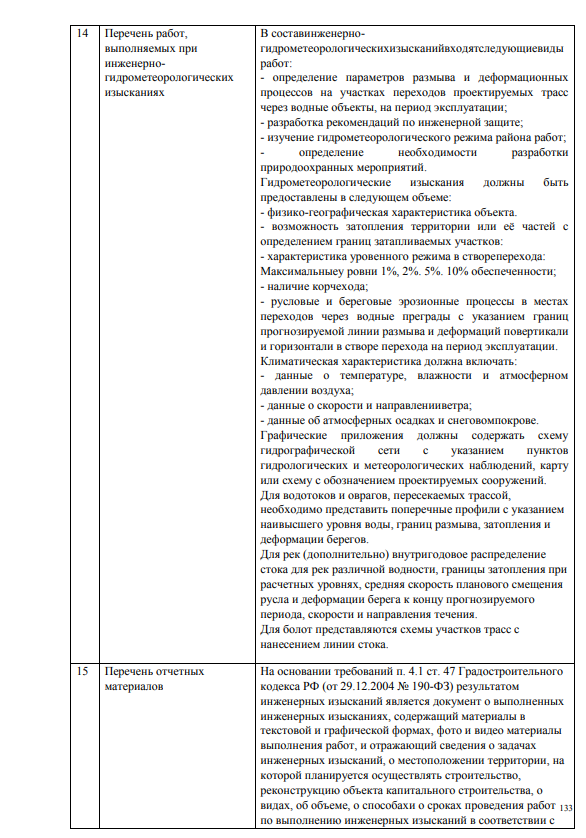 14
Перечень работ,
выполняемых при
инженерно-
гидрометеорологических
изысканиях
В составинженерно-
гидрометеорологическихизысканийвходятследующиевиды
работ:
- определение параметров размыва и деформационных
процессов на участках переходов проектируемых трасс
через водные объекты, на период эксплуатации;
- разработка рекомендаций по инженерной защите;
- изучение гидрометеорологического режима района работ;
- определение необходимости разработки
природоохранных мероприятий.
Гидрометеорологические изыскания должны быть
предоставлены в следующем объеме:
- физико-географическая характеристика объекта.
- возможность затопления территории или её частей с
определением границ затапливаемых участков:
- характеристика уровенного режима в створеперехода:
Максимальныеу ровни 1%, 2%. 5%. 10% обеспеченности;
- наличие корчехода;
- русловые и береговые эрозионные процессы в местах
переходов через водные преграды с указанием границ
прогнозируемой линии размыва и деформаций повертикали
и горизонтали в створе перехода на период эксплуатации.
Климатическая характеристика должна включать:
- данные о температуре, влажности и атмосферном
давлении воздуха;
- данные о скорости и направленииветра;
- данные об атмосферных осадках и снеговомпокрове.
Графические приложения должны содержать схему
гидрографической сети с указанием пунктов
гидрологических и метеорологических наблюдений, карту
или схему с обозначением проектируемых сооружений.
Для водотоков и оврагов, пересекаемых трассой,
необходимо представить поперечные профили с указанием
наивысшего уровня воды, границ размыва, затопления и
деформации берегов.
Для рек (дополнительно) внутригодовое распределение
стока для рек различной водности, границы затопления при
расчетных уровнях, средняя скорость планового смещения
русла и деформации берега к концу прогнозируемого
периода, скорости и направления течения.
Для болот представляются схемы участков трасс с
нанесением линии стока.
15
Перечень отчетных
материалов
На основании требований п. 4.1 ст. 47 Градостроительного
кодекса РФ (от 29.12.2004 № 190-ФЗ) результатом
инженерных изысканий является документ о выполненных
инженерных изысканиях, содержащий материалы в
текстовой и графической формах, фото и видео материалы
выполнения работ, и отражающий сведения о задачах
инженерных изысканий, о местоположении территории, на
которой планируется осуществлять строительство,
реконструкцию объекта капитального строительства, о
видах, об объеме, о способахи о сроках проведения работ
по выполнению инженерных изысканий в соответствии с
133